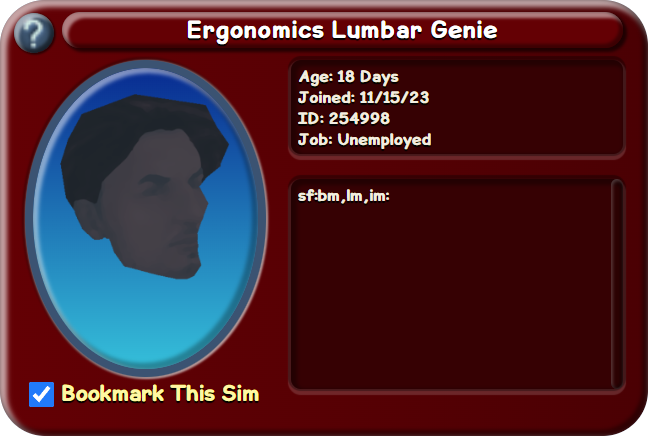 ?
Ergonomics Lumbar Genie
Age: 18 Days
Joined: 11/15/23
ID: 254998
Job: Unemployed
sf:bm,lm,im:
Bookmark This Sim